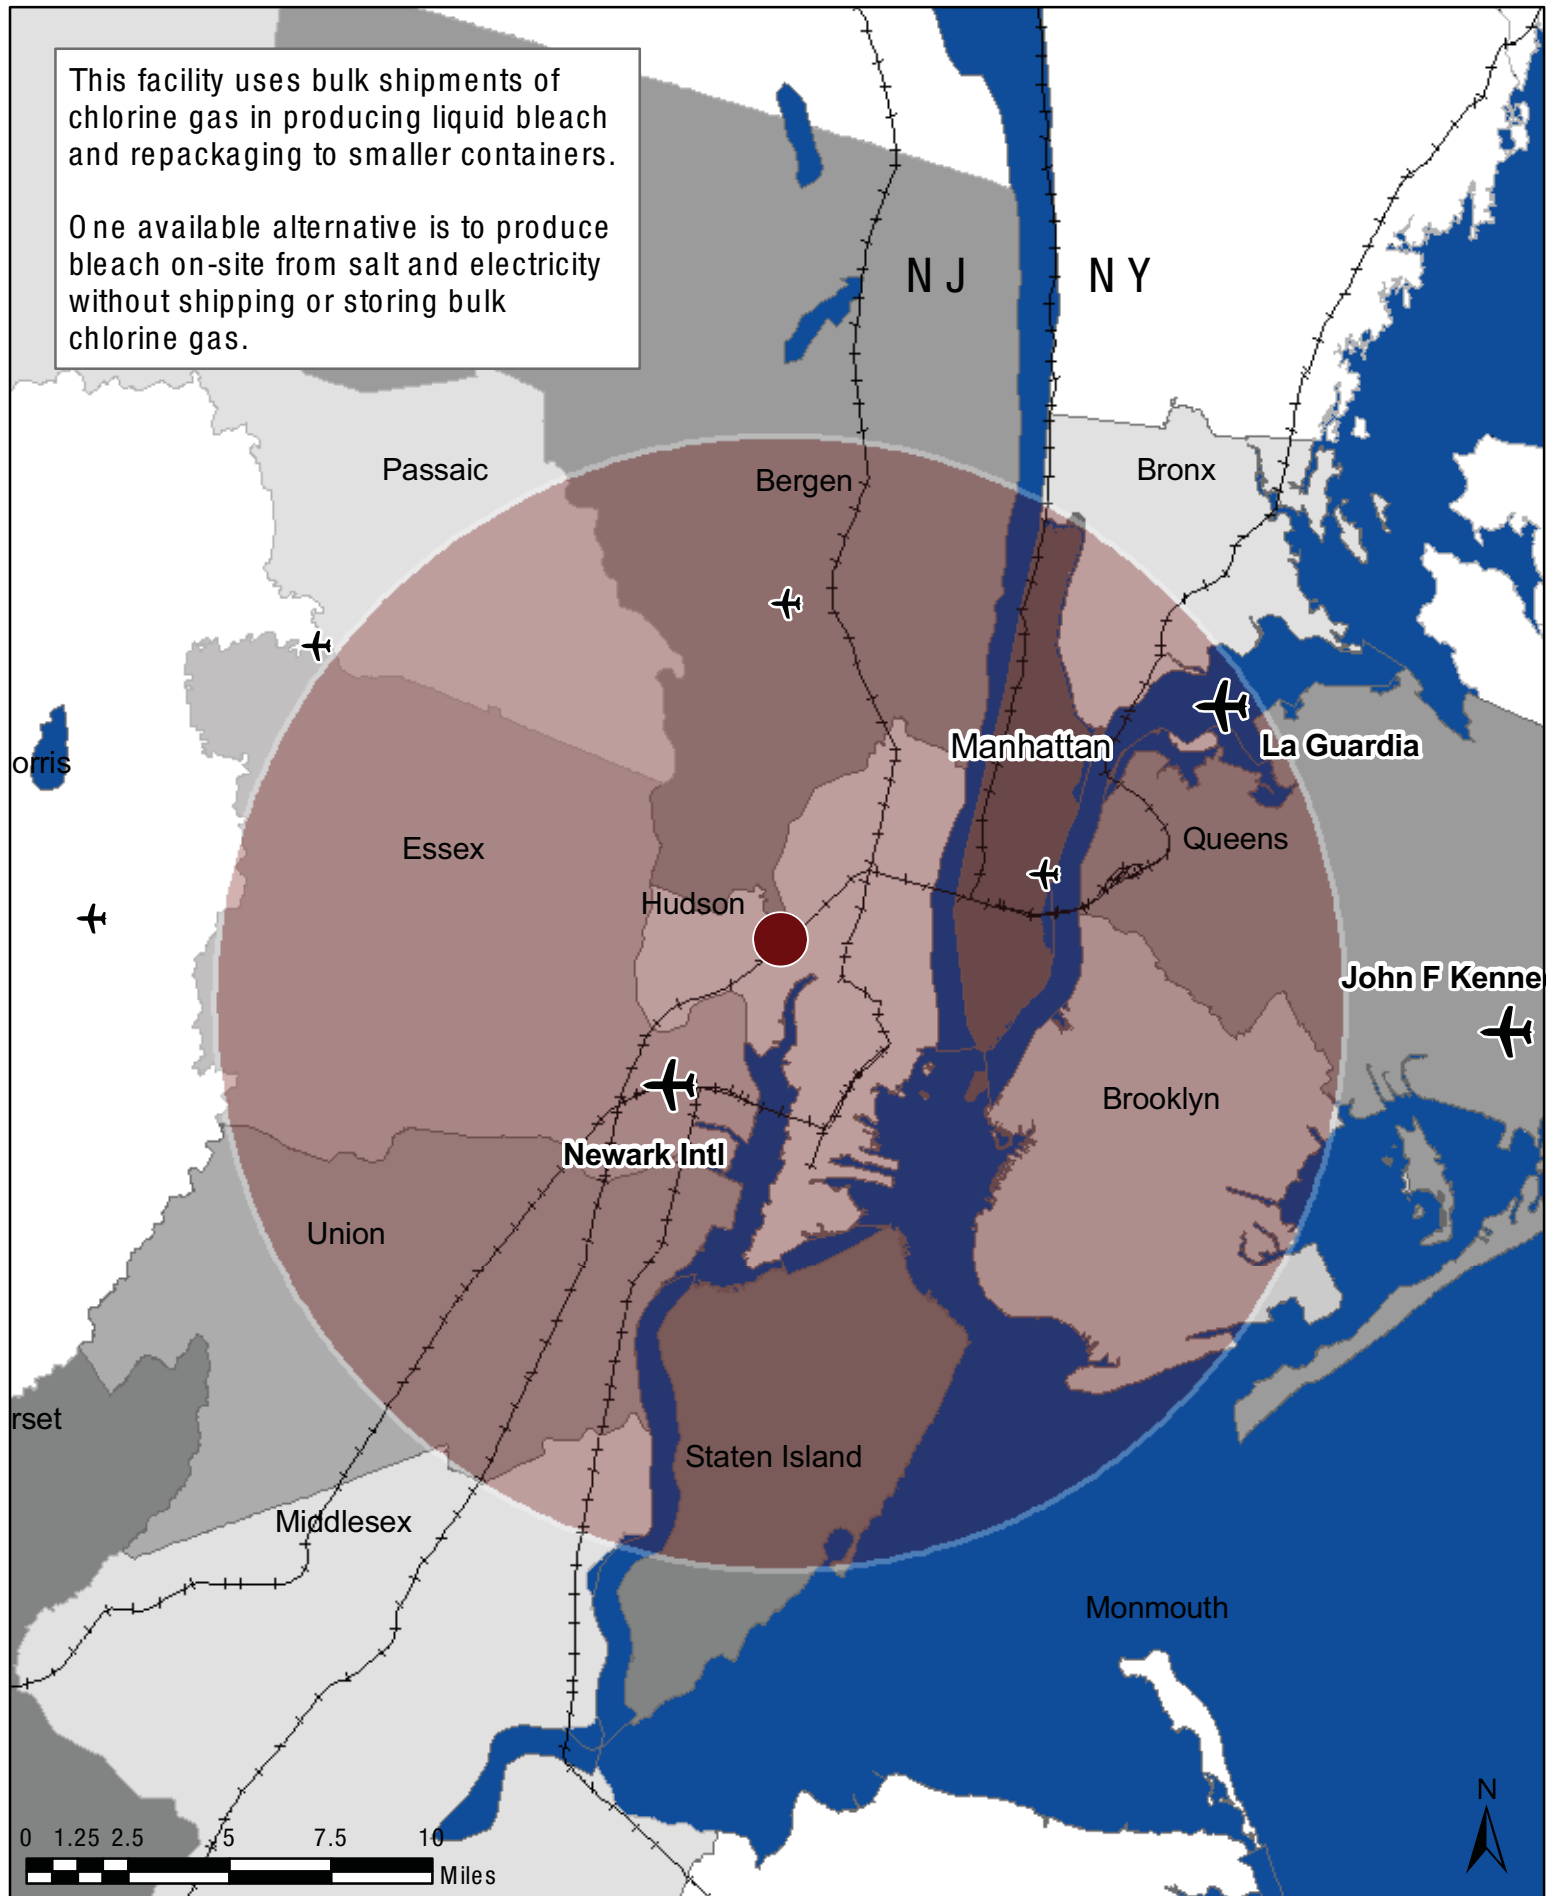 This facility uses bulk shipments of
chlorine gas in producing liquid bleach
and repackaging to smaller containers.
One available alternative is to produce
bleach on-site from salt and electricity
without shipping or storing bulk
chlorine gas.
NJ NY
Passaic
Bergen
Bronx
Manhattan
La Guardia
orris
Essex
Queens
Hudson
John F Kenne
Brooklyn
Newark Intl
Union
rset
Staten Island
Middlesex
Monmouth
N
0 1.25 2.5 5 7.5 10
Miles